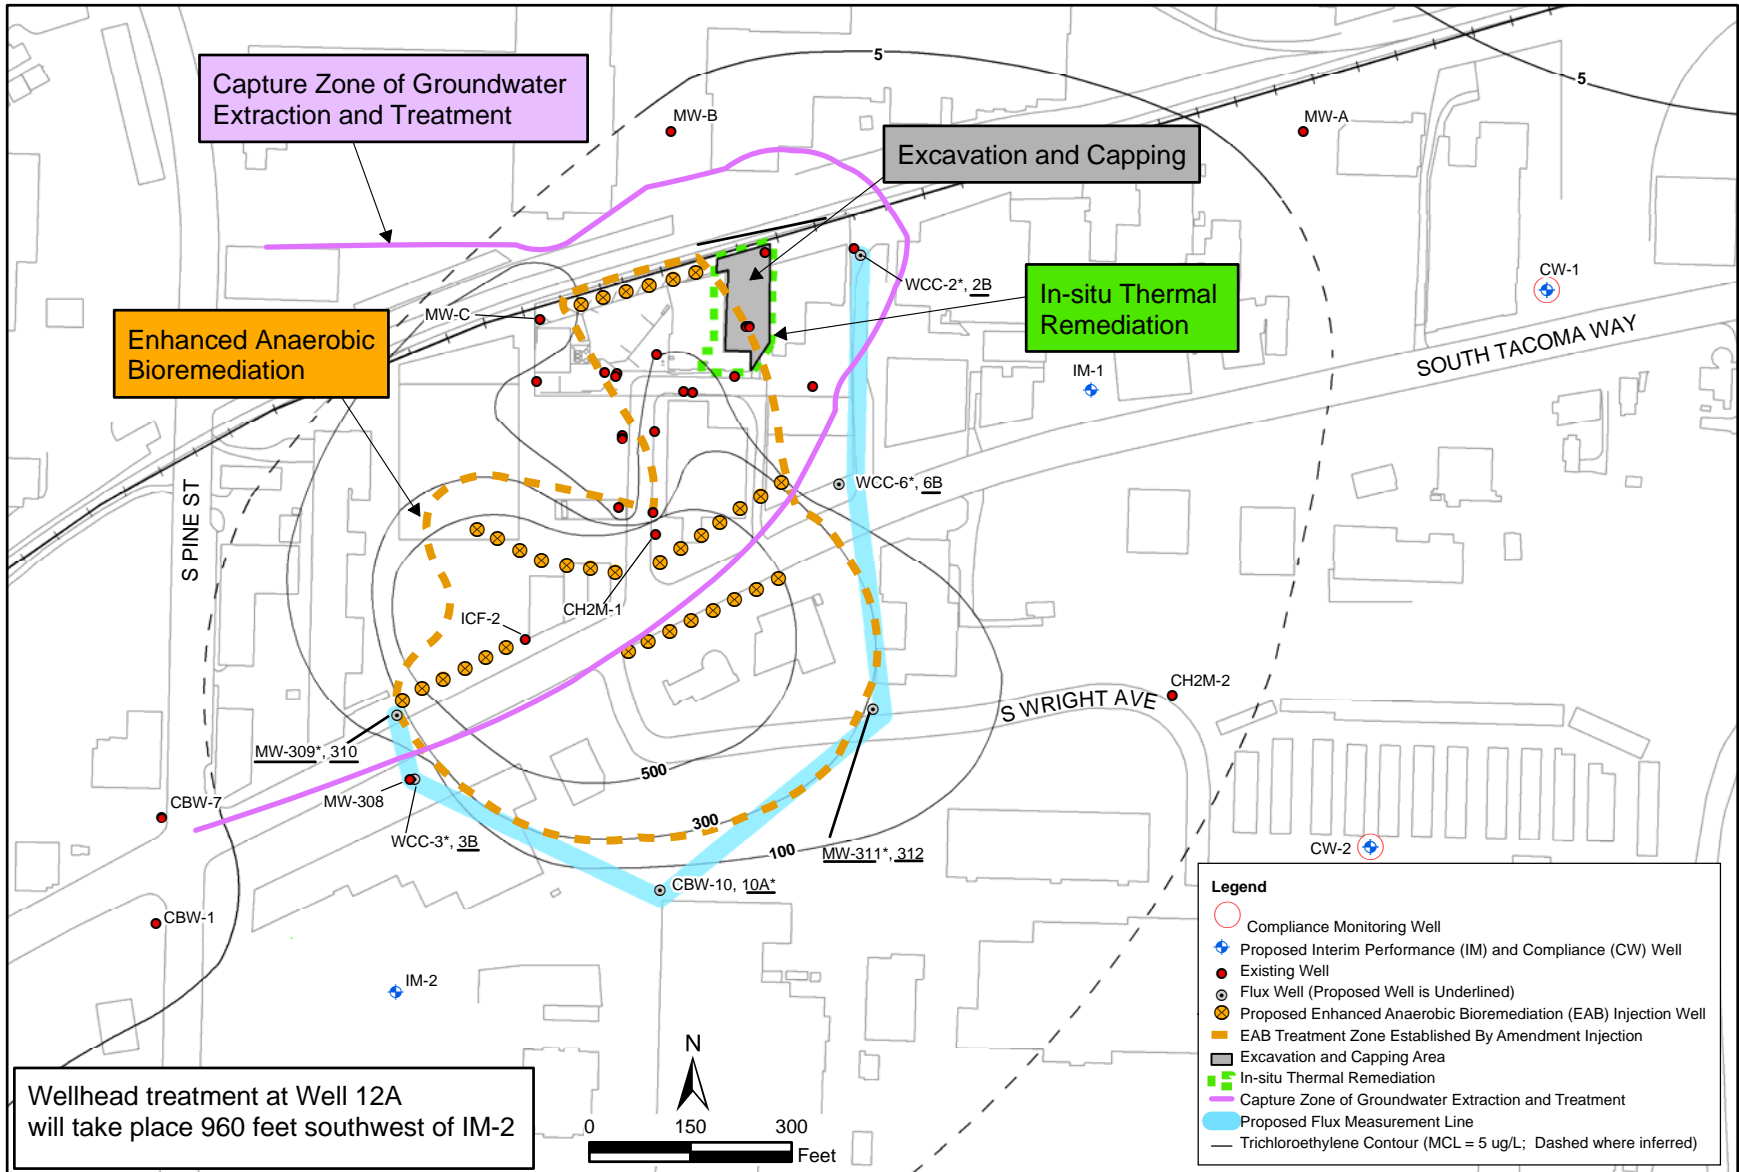 5
5
Capture Zone of Groundwater
Extraction and Treatment
MW-B
MW-A
Excavation and Capping
WCC-2*, 2B
CW-1
In-situ Thermal
Remediation
MW-C
Enhanced Anaerobic
Bioremediation
SOUTH TACOMA WAY
IM-1
WCC-6*, 6B
S PINE ST
CH2M-1
ICF-2
CH2M-2
S WRIGHT AVE
MW-309*, 310
500
MW-308
CBW-7
300
WCC-3*, 3B
100
MW-311*, 312
CW-2
CBW-10, 10A*
CBW-1
IM-2
Legend
Compliance Monitoring Well
Proposed Interim Performance (IM) and Compliance (CW) Well
Existing Well
Flux Well (Proposed Well is Underlined)
Proposed Enhanced Anaerobic Bioremediation (EAB) Injection Well
EAB Treatment Zone Established By Amendment Injection
Excavation and Capping Area
In-situ Thermal Remediation
Capture Zone of Groundwater Extraction and Treatment
Proposed Flux Measurement Line
Trichloroethylene Contour (MCL = 5 ug/L; Dashed where inferred)
N
0 150 300
Feet
Wellhead treatment at Well 12A
will take place 960 feet southwest of IM-2